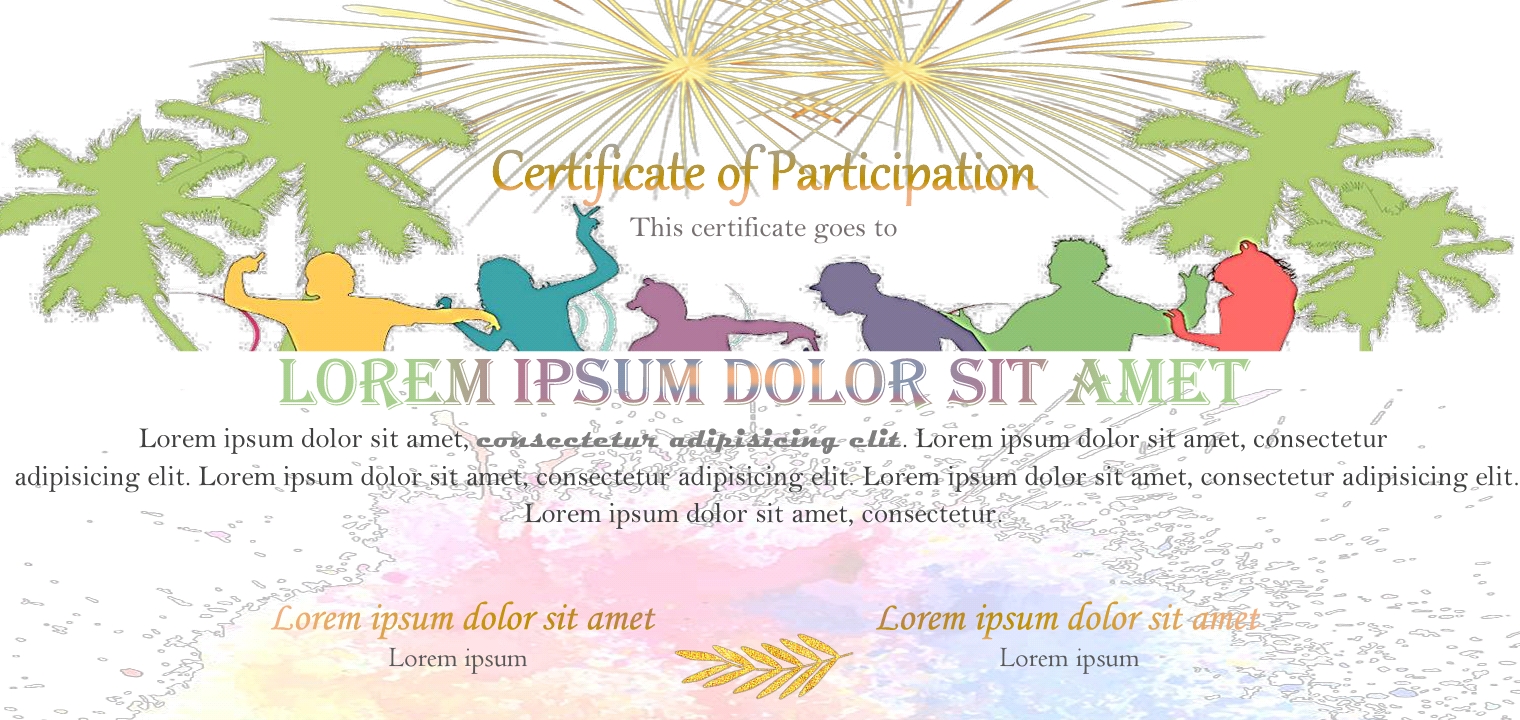 Certificate of Participation
This certificate goes to
LOREM IPSUM DOLOR SIT AMET
Lorem ipsum dolor sit amet, consectetur adipisicing elit. Lorem ipsum dolor sit amet, consectetur
adipisicing elit. Lorem ipsum dolor sit amet, consectetur adipisicing elit. Lorem ipsum dolor sit amet, consectetur adipisicing elit.
Lorem ipsum dolor sit amet, consectetur.
Lorem ipsum dolor sit amet
Lorem ipsum
Lorem ipsum dolor sit amet
Lorem ipsum